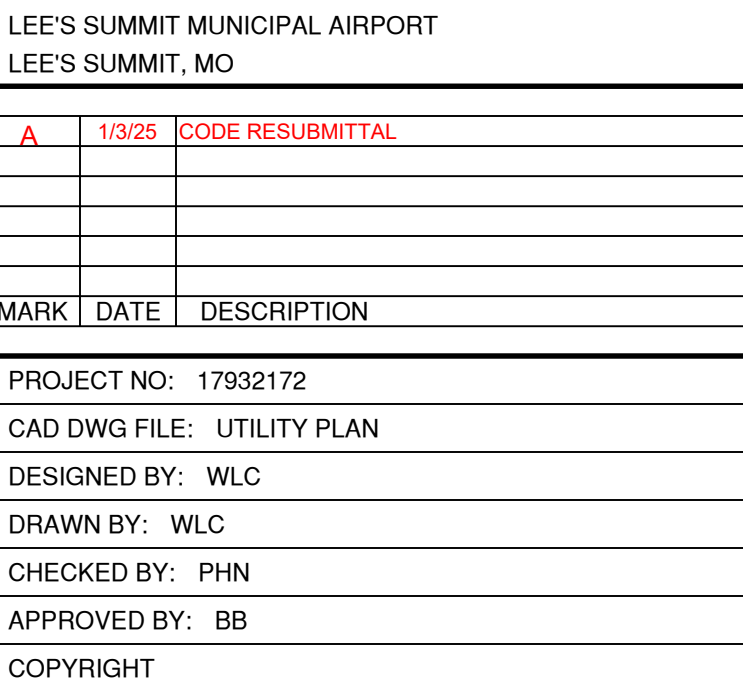 LEE'S SUMMIT MUNICIPAL AIRPORT
LEE'S SUMMIT, MO
A 1/3/25 CODE RESUBMITTAL
MARK DATE DESCRIPTION
PROJECT NO: 17932172
CAD DWG FILE: UTILITY PLAN
DESIGNED BY: WLC
DRAWN BY: WLC
CHECKED BY: PHN
APPROVED BY: BB
COPYRIGHT